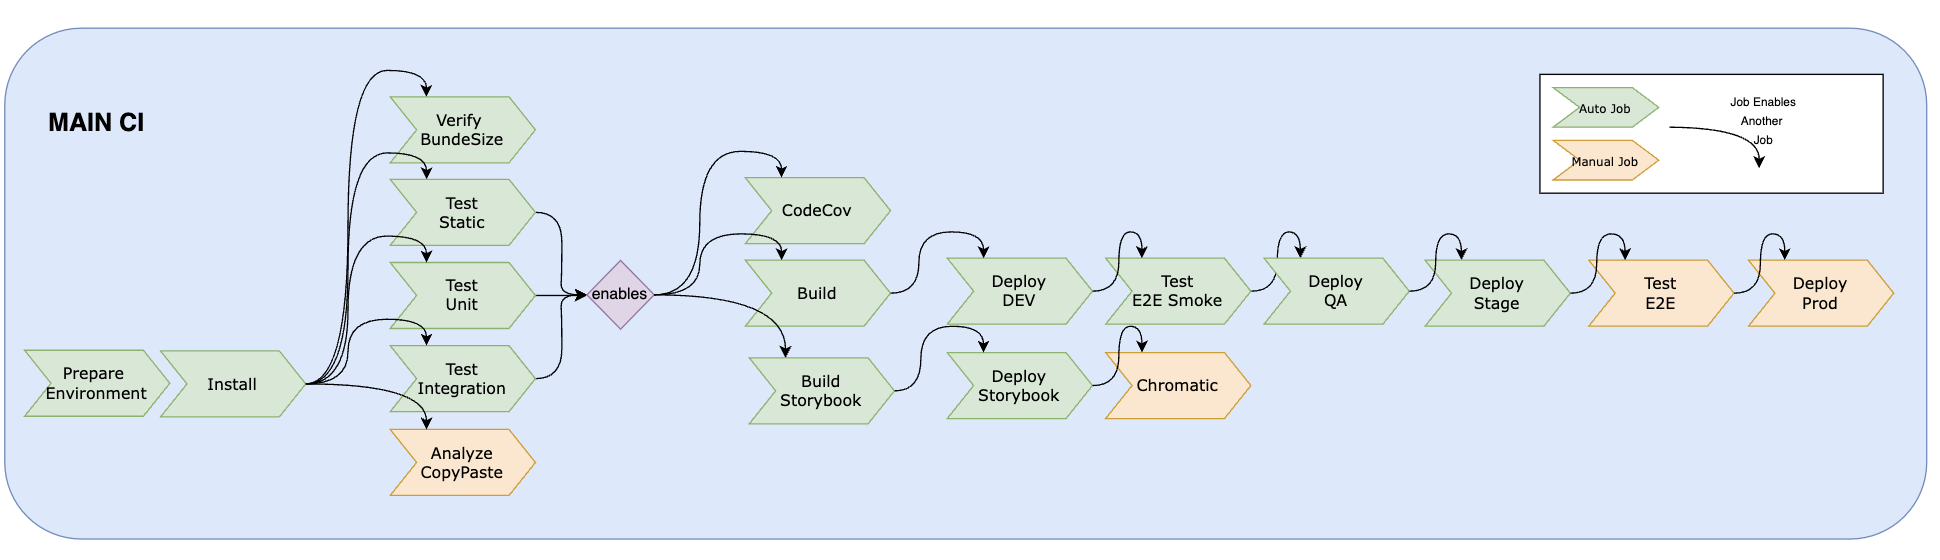 MAIN CI
Prepare
Environment
Install
Verify
BundeSize
Test
Static
Test
Unit
Test
Integration
Analyze
CopyPaste
enables
CodeCov
Build
Build
Storybook
Deploy
DEV
Deploy
Storybook
Test
E2E Smoke
Chromatic
Deploy
QA
Deploy
Stage
Test
E2E
Deploy
Prod
Auto Job
Manual Job
Job Enables
Another
Job